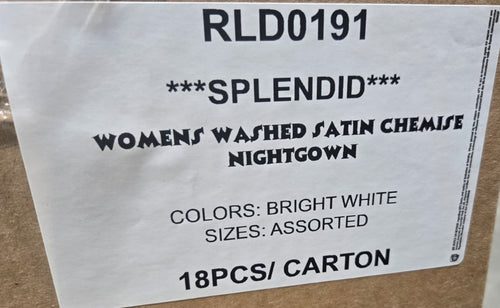 RLD0191
***SPLENDID***
WOMENS WASHED SATIN CHEMISE
NIGHTGOWN
COLORS: BRIGHT WHITE
SIZES: ASSORTED
18PCS/ CARTON